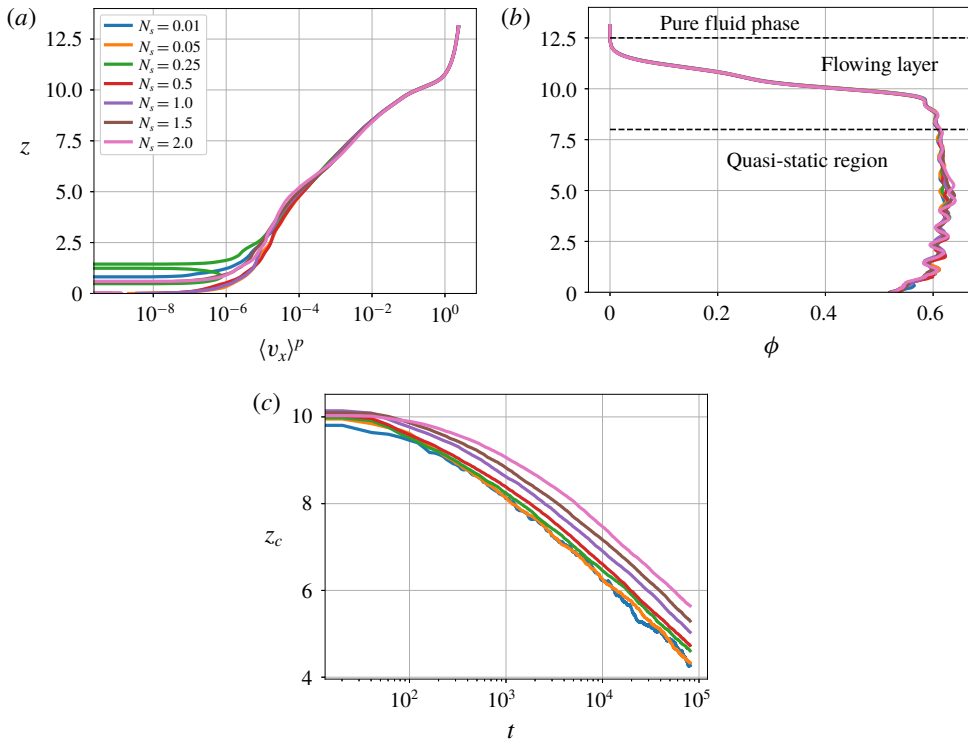 (a)
12.5
10.0
7.5
5.0
2.5
0
z
N_s = 0.01
N_s = 0.05
N_s = 0.25
N_s = 0.5
N_s = 1.0
N_s = 1.5
N_s = 2.0
10^−8 10^−6 10^−4 10^−2 10^0
⟨v_x⟩^p
(b)
12.5
10.0
7.5
5.0
2.5
0
Pure fluid phase
Flowing layer
Quasi-static region
0 0.2 0.4 0.6
ϕ
(c)
10
8
6
4
z_c
10^2 10^3 10^4 10^5
t